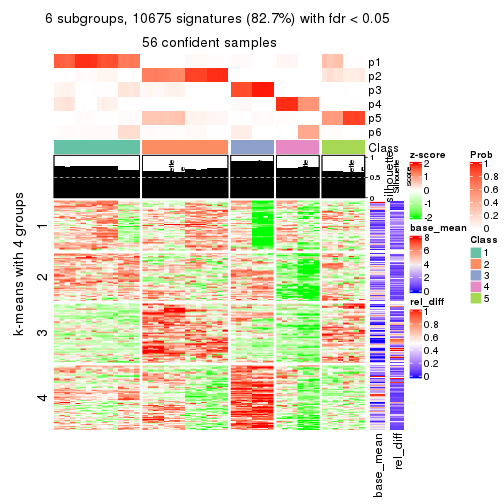 6 subgroups, 10675 signatures (82.7%) with fdr < 0.05
56 confident samples
p1
p2
p3
p4
p5
p6
Class
1
0.5
0
silhouette
k-means with 4 groups
1
2
3
4
base_mean
rel_diff
z-score
2
1
0
-1
-2
base_mean
8
6
4
2
0
rel_diff
1
0.8
0.6
0.4
0.2
0
Prob
1
0.8
0.6
0.4
0.2
0
Class
1
2
3
4
5